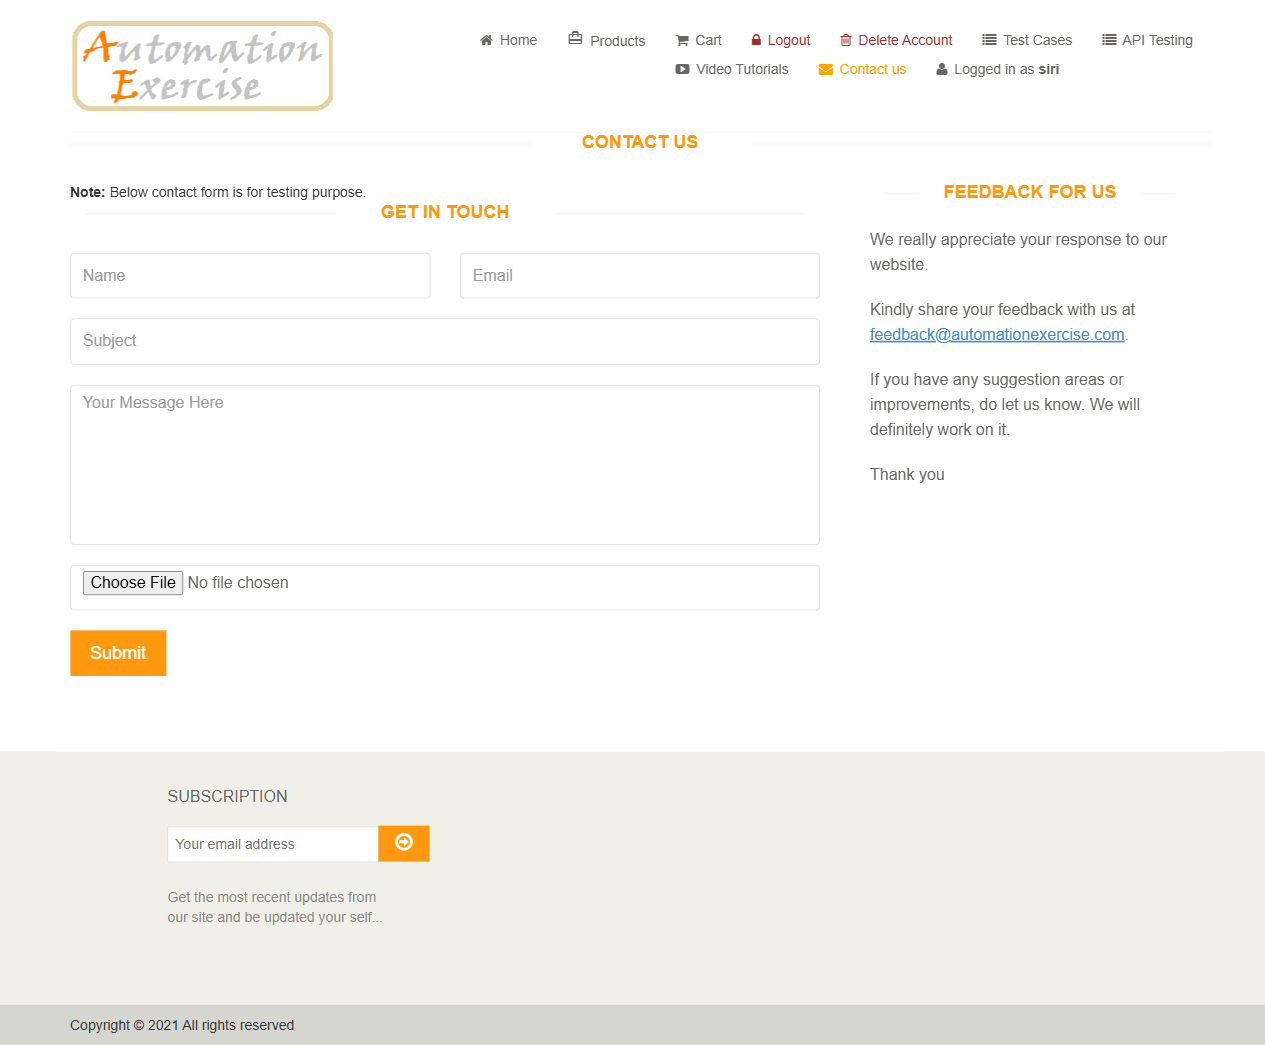 Automation
Exercise
Home Products Cart Logout Delete Account Test Cases API Testing
Video Tutorials Contact us Logged in as siri
CONTACT US
Note: Below contact form is for testing purpose.
GET IN TOUCH
Name Email
Subject
Your Message Here
Choose File No file chosen
Submit
FEEDBACK FOR US
We really appreciate your response to our
website.
Kindly share your feedback with us at
feedback@automationexercise.com.
If you have any suggestion areas or
improvements, do let us know. We will
definitely work on it.
Thank you
SUBSCRIPTION
Your email address
Get the most recent updates from
our site and be updated your self...
Copyright © 2021 All rights reserved